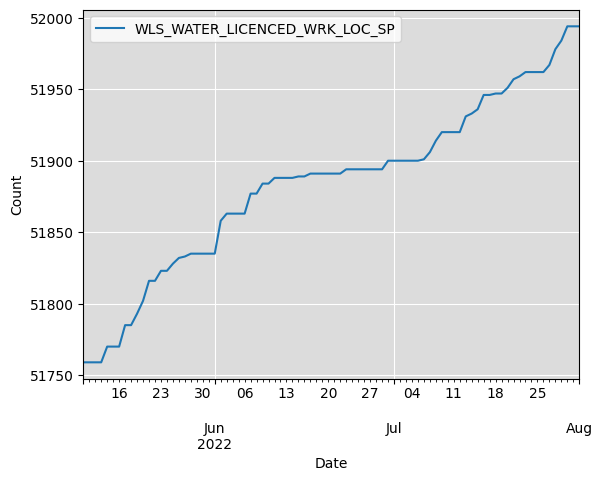 WLS_WATER_LICENCED_WRK_LOC_SP
52000
51950
51900
51850
51800
51750
Count
16 23 30 06 13 20 27 04 11 18 25
Jun Jul Aug
2022
Date